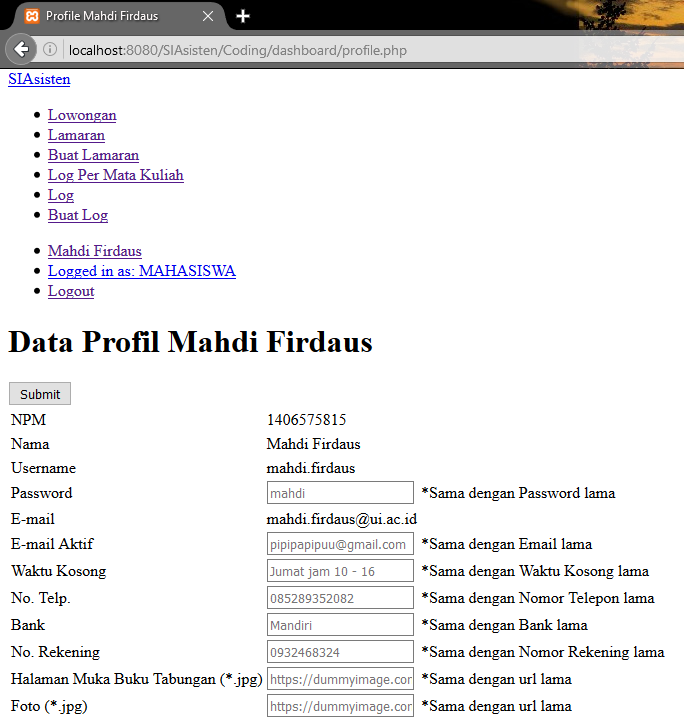 Profile Mahdi Firdaus
localhost:8080/SIAsisten/Coding/dashboard/profile.php
SIAsisten
Lowongan
Lamaran
Buat Lamaran
Log Per Mata Kuliah
Log
Buat Log
Mahdi Firdaus
Logged in as: MAHASISWA
Logout
Data Profil Mahdi Firdaus
Submit
NPM 1406575815
Nama Mahdi Firdaus
Username mahdi.firdaus
Password mahdi *Sama dengan Password lama
E-mail mahdi.firdaus@ui.ac.id
E-mail Aktif pipipapipuu@gmail.com *Sama dengan Email lama
Waktu Kosong Jumat jam 10 - 16 *Sama dengan Waktu Kosong lama
No. Telp. 085289352082 *Sama dengan Nomor Telepon lama
Bank Mandiri *Sama dengan Bank lama
No. Rekening 0932468324 *Sama dengan Nomor Rekening lama
Halaman Muka Buku Tabungan (*.jpg) https://dummyimage.cor *Sama dengan url lama
Foto (*.jpg) https://dummyimage.cor *Sama dengan url lama